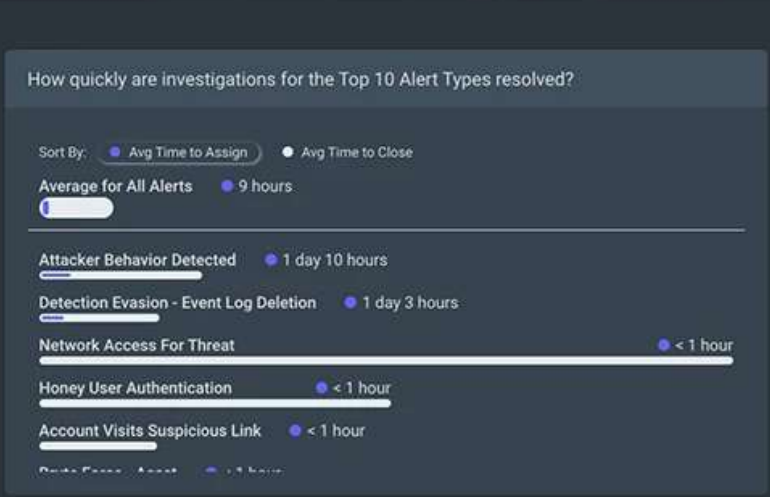 How quickly are investigations for the Top 10 Alert Types resolved?
Sort By: Avg Time to Assign Avg Time to Close
Average for All Alerts 9 hours
Attacker Behavior Detected 1 day 10 hours
Detection Evasion - Event Log Deletion 1 day 3 hours
Network Access For Threat < 1 hour
Honey User Authentication < 1 hour
Account Visits Suspicious Link < 1 hour